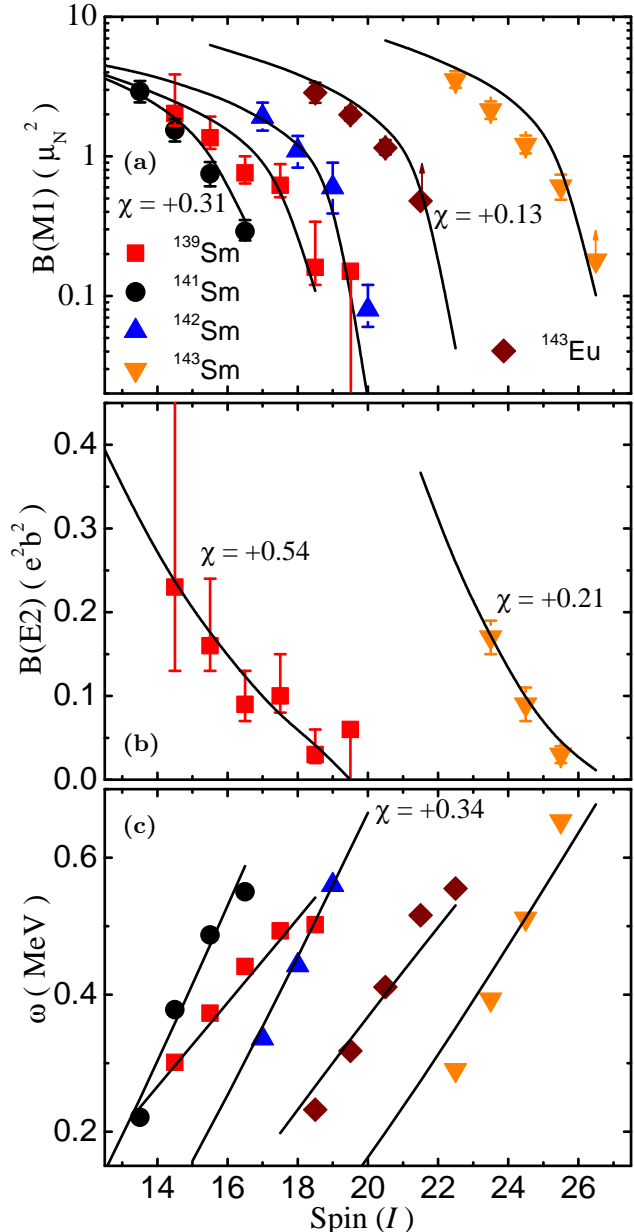 10
1
0.1
B(M1) ( μ_N^2 )
(a)
χ = +0.31
χ = +0.13
139Sm
141Sm
142Sm
143Sm
143Eu
0.4
0.3
0.2
0.1
0.0
B(E2) ( e2b2 )
χ = +0.54
χ = +0.21
(b)
(c)
χ = +0.34
0.6
0.4
0.2
ω ( MeV )
14 16 18 20 22 24 26
Spin (I)